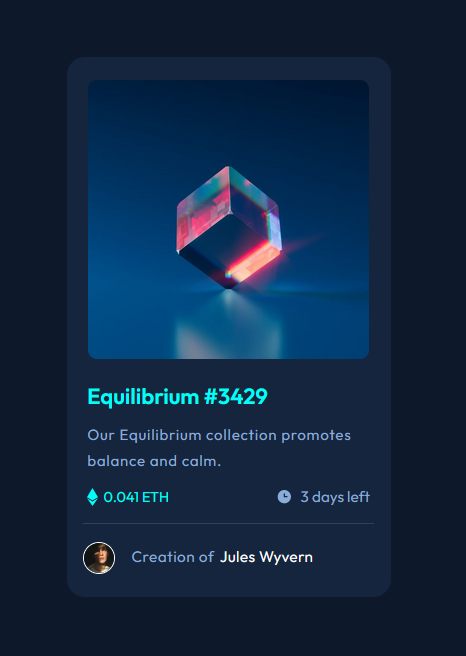 Equilibrium #3429
Our Equilibrium collection promotes
balance and calm.
0.041 ETH
3 days left
Creation of Jules Wyvern